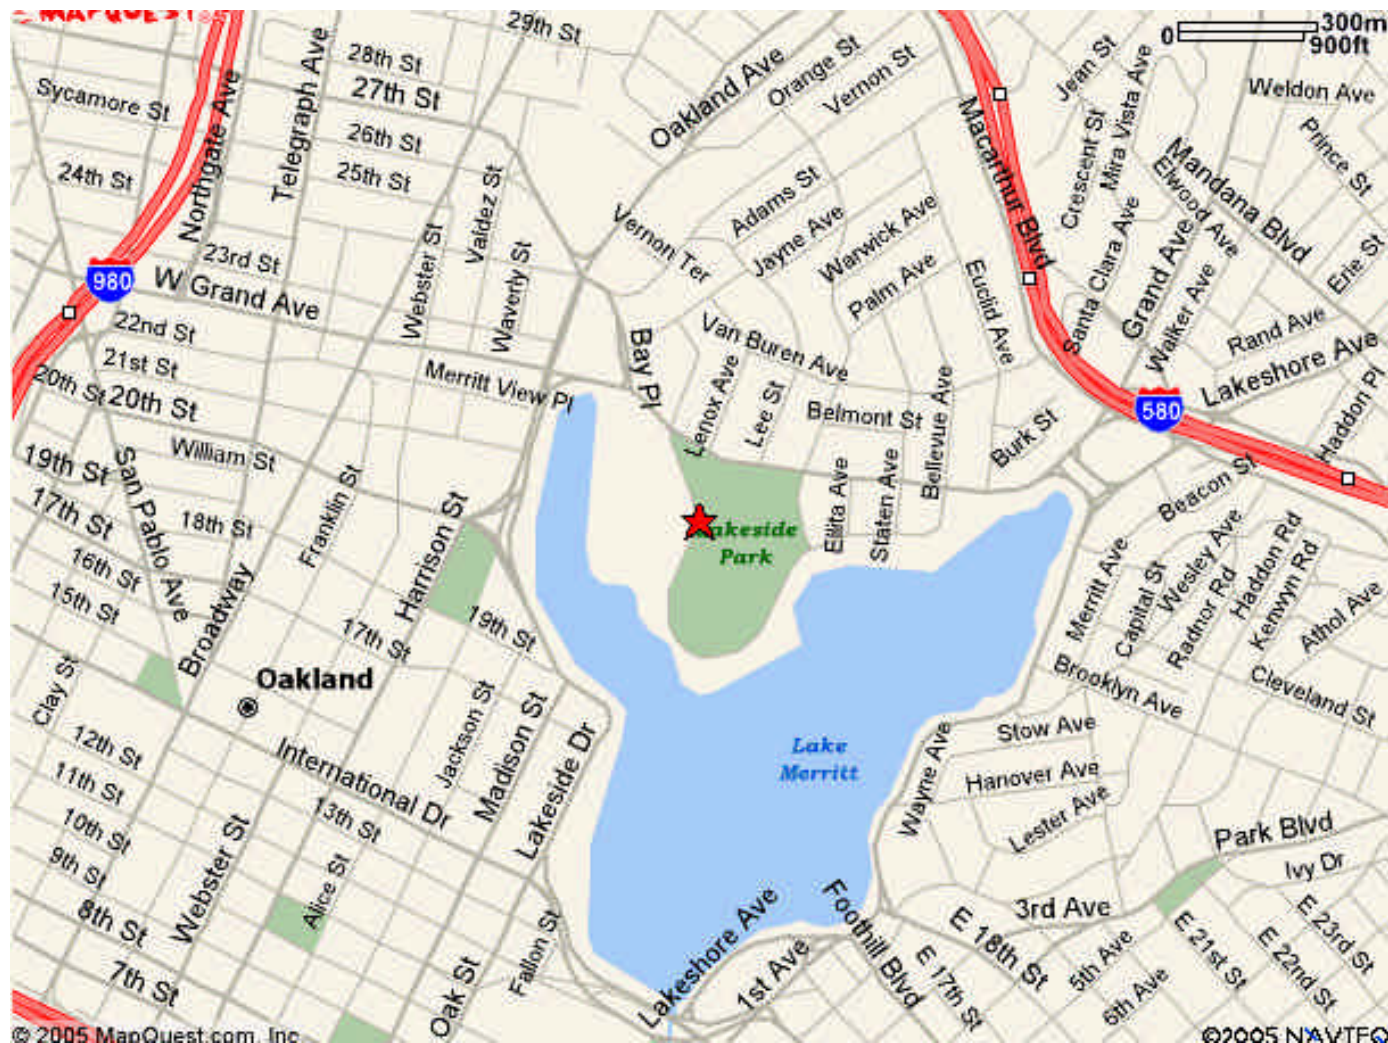 MAPQUEST
29th St
300m
0
900ft
28th St
27th St
Telegraph Ave
Oakland Ave
Orange St
Vernon St
Jean St
Mira Vista Ave
Weldon Ave
Sycamore St
Northgate Ave
26th St
Macarthur Blvd
Crescent St
Prince St
24th St
25th St
Valdez St
Adams St
Mandana Blvd
Elwood Ave
23rd St
Webster St
Waverly St
Vernon Ter
Jayne Ave
Warwick Ave
Euclid Ave
Santa Clara Ave
Grand Ave
Erie St
980
W Grand Ave
Palm Ave
Walker Ave
22nd St
Bay Pl
Van Buren Ave
Rand Ave
21st St
Merritt View Pl
Lenox Ave
Lee St
Bellevue Ave
Lakeshore Ave
20th St
20th St
Belmont St
Burk St
580
Haddon Pl
19th St
San Pablo Ave
William St
Franklin St
Harrison St
Ellita Ave
Staten Ave
Beacon St
17th St
18th St
Lakeside
Park
Merritt Ave
Wesley Ave
Haddon Rd
Kenwyn Rd
16th St
Broadway
Capital St
Radnor Rd
Athol Ave
15th St
17th St
19th St
Oakland
Brooklyn Ave
Cleveland St
Clay St
Jackson St
Madison St
Lakeside Dr
Lake
Merritt
Stow Ave
12th St
International Dr
Wayne Ave
Hanover Ave
11th St
13th St
Lester Ave
Park Blvd
10th St
Webster St
Alice St
Ivy Dr
9th St
8th St
Fallon St
Lakeshore Ave
Foothill Blvd
3rd Ave
E 23rd St
7th St
Oak St
1st Ave
E 17th St
E 18th St
5th Ave
6th Ave
E 21st St
E 22nd St
© 2005 MapQuest.com, Inc
©2005 NAVTEQ